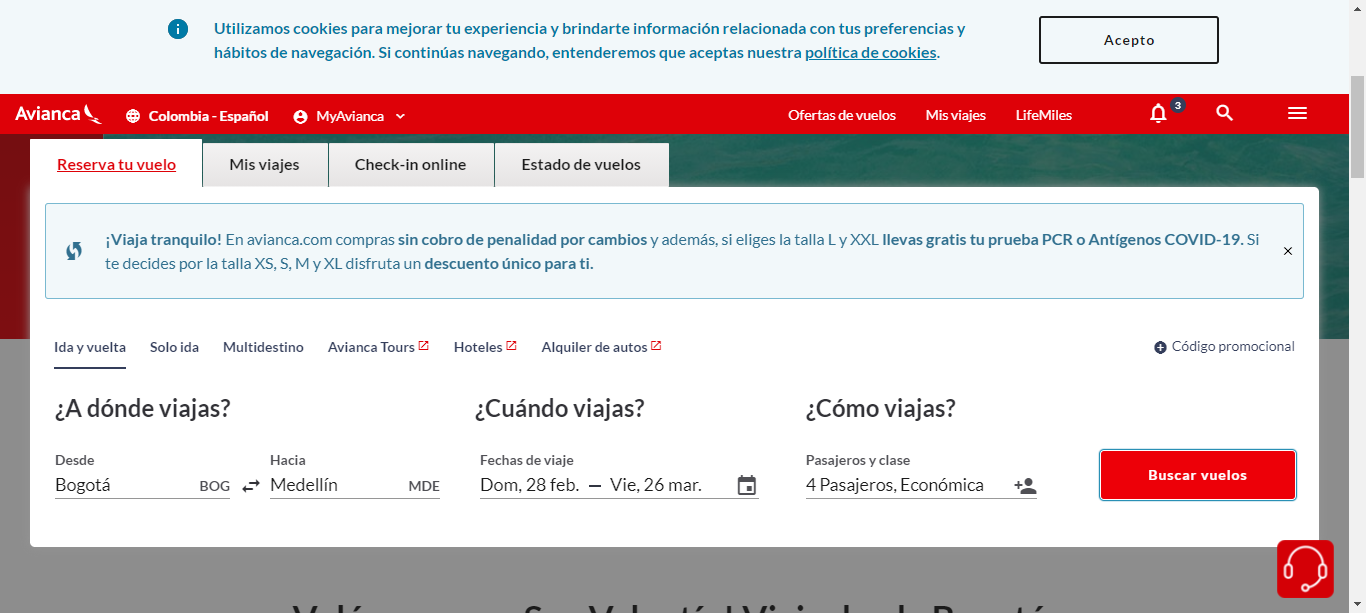 Utilizamos cookies para mejorar tu experiencia y brindarte información relacionada con tus preferencias y
hábitos de navegación. Si continúas navegando, entenderemos que aceptas nuestra política de cookies.
Acepto
Avianca
Colombia - Español
MyAvianca
Ofertas de vuelos
Mis viajes
LifeMiles
3
Reserva tu vuelo
Mis viajes
Check-in online
Estado de vuelos
¡Viaja tranquilo! En avianca.com compras sin cobro de penalidad por cambios y además, si eliges la talla L y XXL llevas gratis tu prueba PCR o Antígenos COVID-19. Si
te decides por la talla XS, S, M y XL disfruta un descuento único para ti.
Ida y vuelta
Solo ida
Multidestino
Avianca Tours
Hoteles
Alquiler de autos
Código promocional
¿A dónde viajas?
¿Cuándo viajas?
¿Cómo viajas?
Desde
Hacia
Fechas de viaje
Pasajeros y clase
Bogotá BOG
Medellín MDE
Dom, 28 feb. — Vie, 26 mar.
4 Pasajeros, Económica
Buscar vuelos